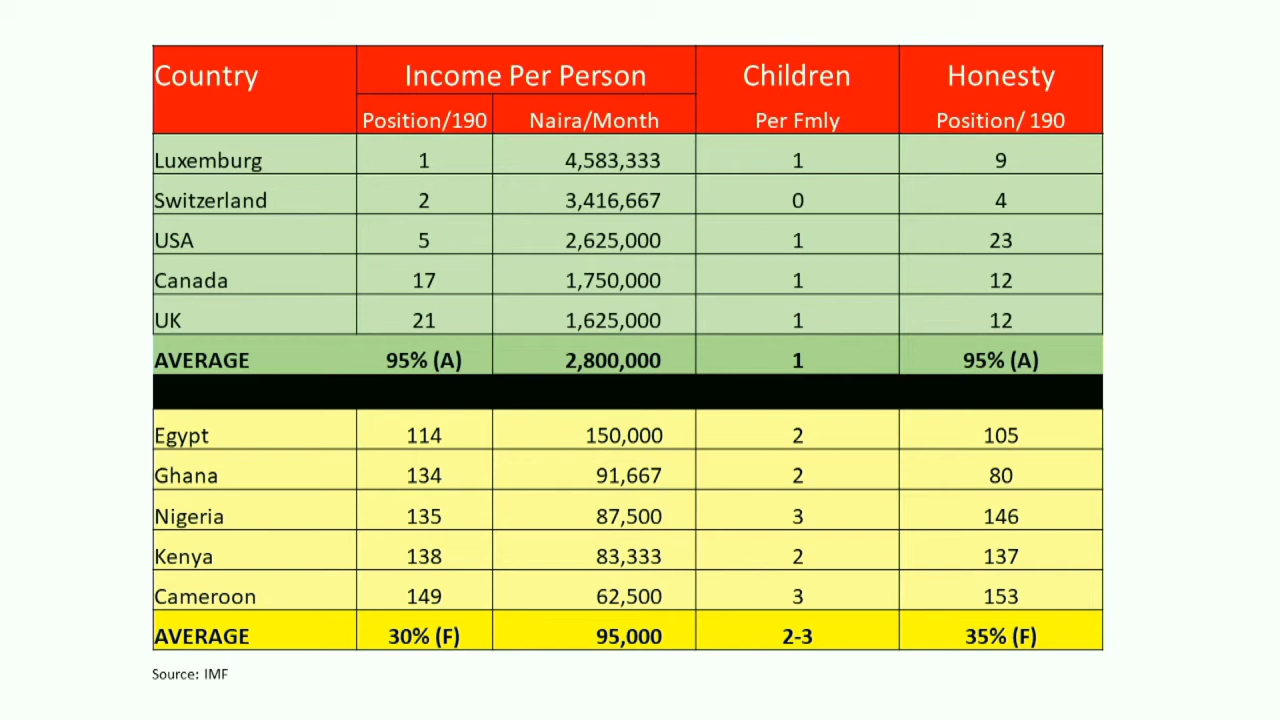 Country Income Per Person Children Honesty
Position/190 Naira/Month Per Fmly Position/ 190
Luxemburg 1 4,583,333 1 9
Switzerland 2 3,416,667 0 4
USA 5 2,625,000 1 23
Canada 17 1,750,000 1 12
UK 21 1,625,000 1 12
AVERAGE 95% (A) 2,800,000 1 95% (A)
Egypt 114 150,000 2 105
Ghana 134 91,667 2 80
Nigeria 135 87,500 3 146
Kenya 138 83,333 2 137
Cameroon 149 62,500 3 153
AVERAGE 30% (F) 95,000 2-3 35% (F)
Source: IMF